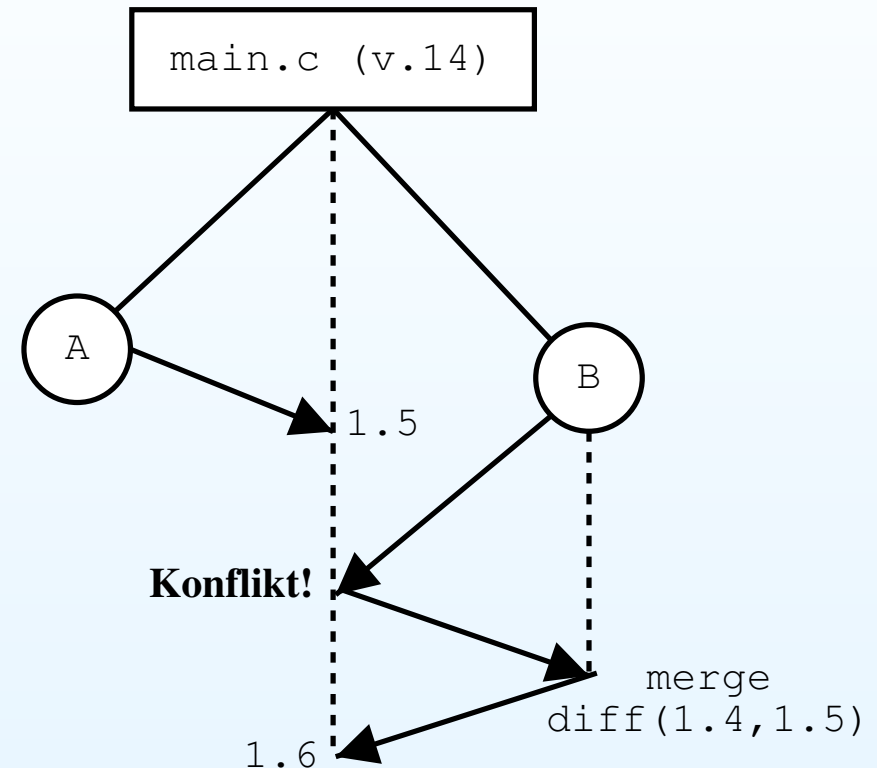 main.c (v.14)
A
B
1.5
Konflikt!
merge
diff(1.4,1.5)
1.6